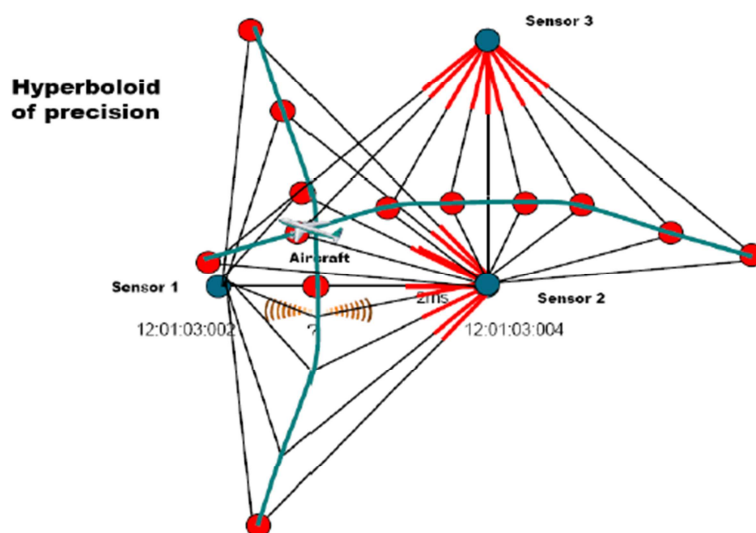 Sensor 3
Hyperboloid
of precision
Aircraft
Sensor 1
2ms
Sensor 2
12:01:03:002
?
12:01:03:004